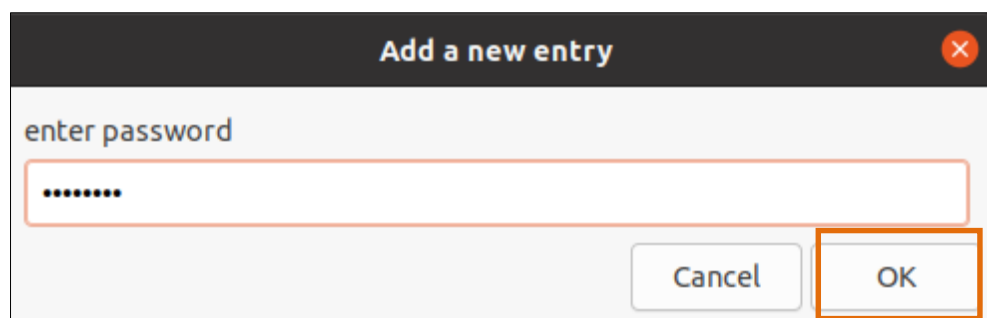 Add a new entry
enter password
••••••••
Cancel OK